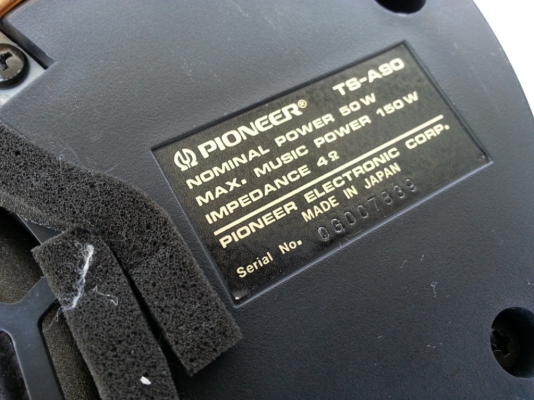 PIONEER® TS-A90
NOMINAL POWER 50W
MAX. MUSIC POWER 150W
IMPEDANCE 4Ω
PIONEER ELECTRONIC CORP.
MADE IN JAPAN
Serial No.